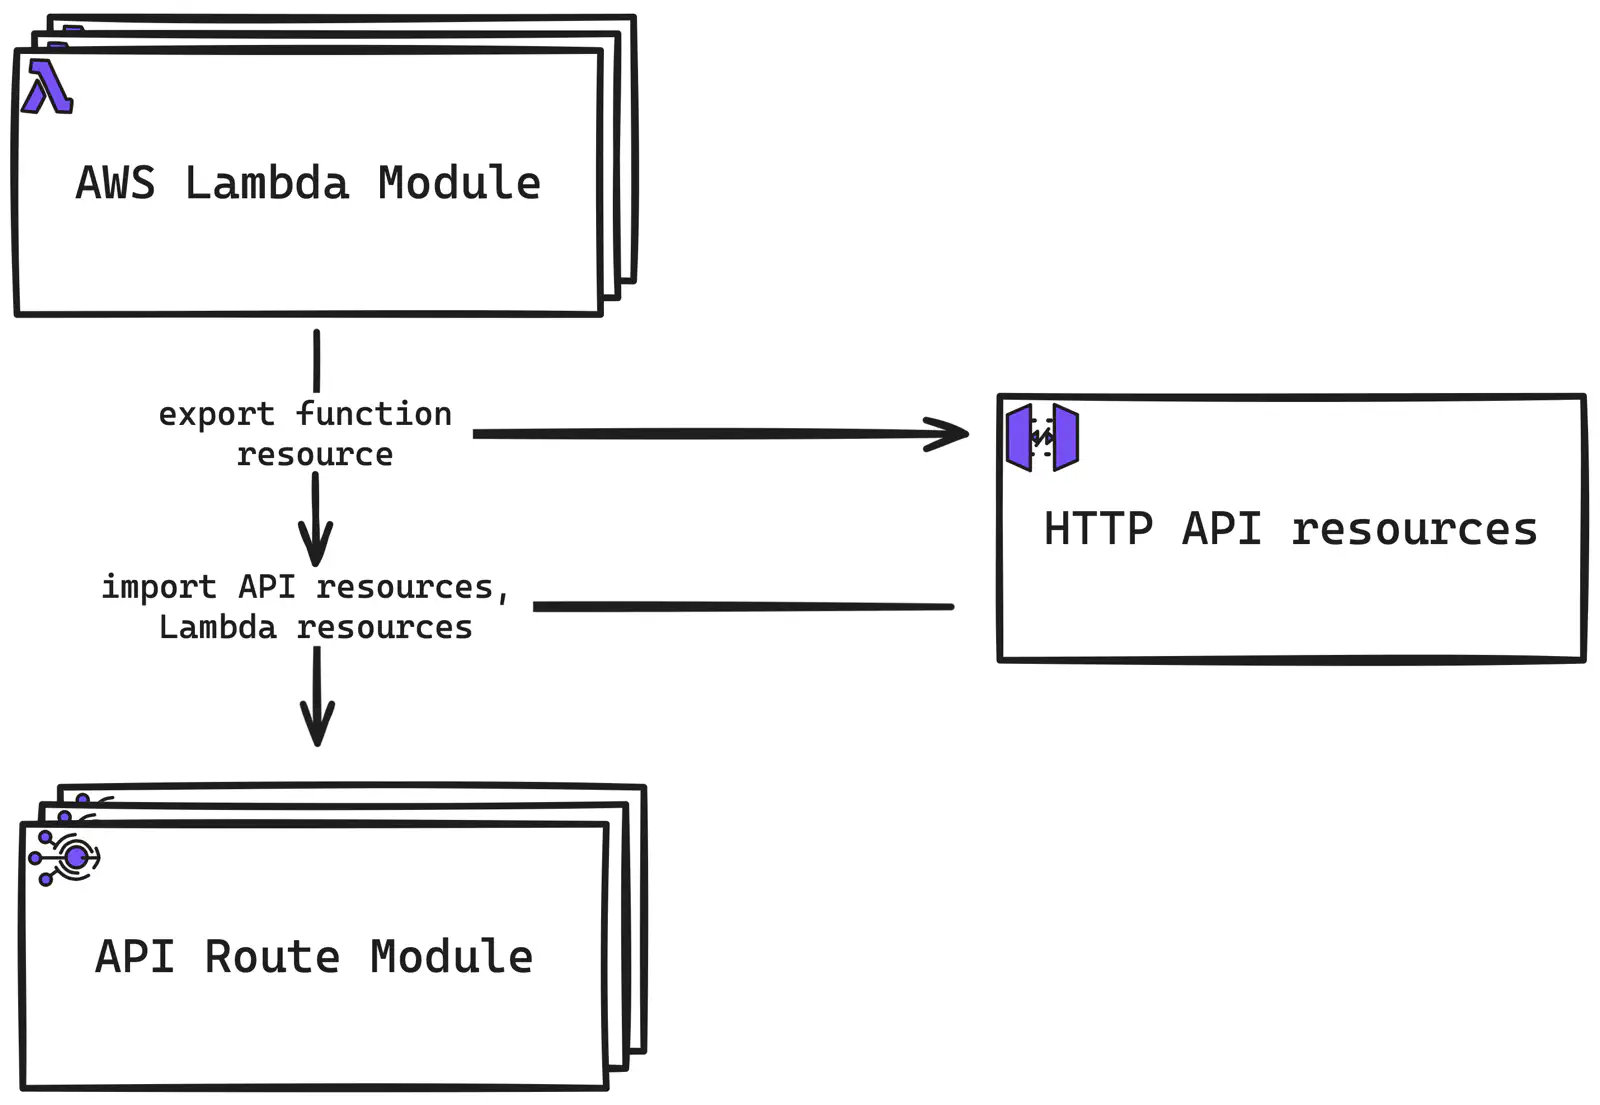 AWS Lambda Module
export function
resource
HTTP API resources
import API resources,
Lambda resources
API Route Module